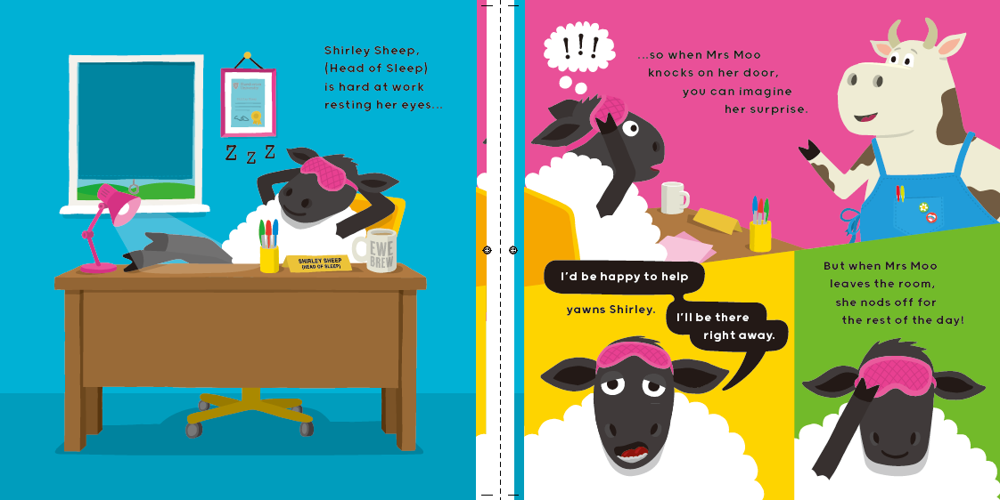 Shirley Sheep,
(Head of Sleep)
is hard at work
resting her eyes...
Z Z Z
EWE
BREW
SHIRLEY SHEEP
(HEAD OF SLEEP)
! ! !
...so when Mrs Moo
knocks on her door,
you can imagine
her surprise.
I'd be happy to help
yawns Shirley.
I'll be there
right away.
But when Mrs Moo
leaves the room,
she nods off for
the rest of the day!